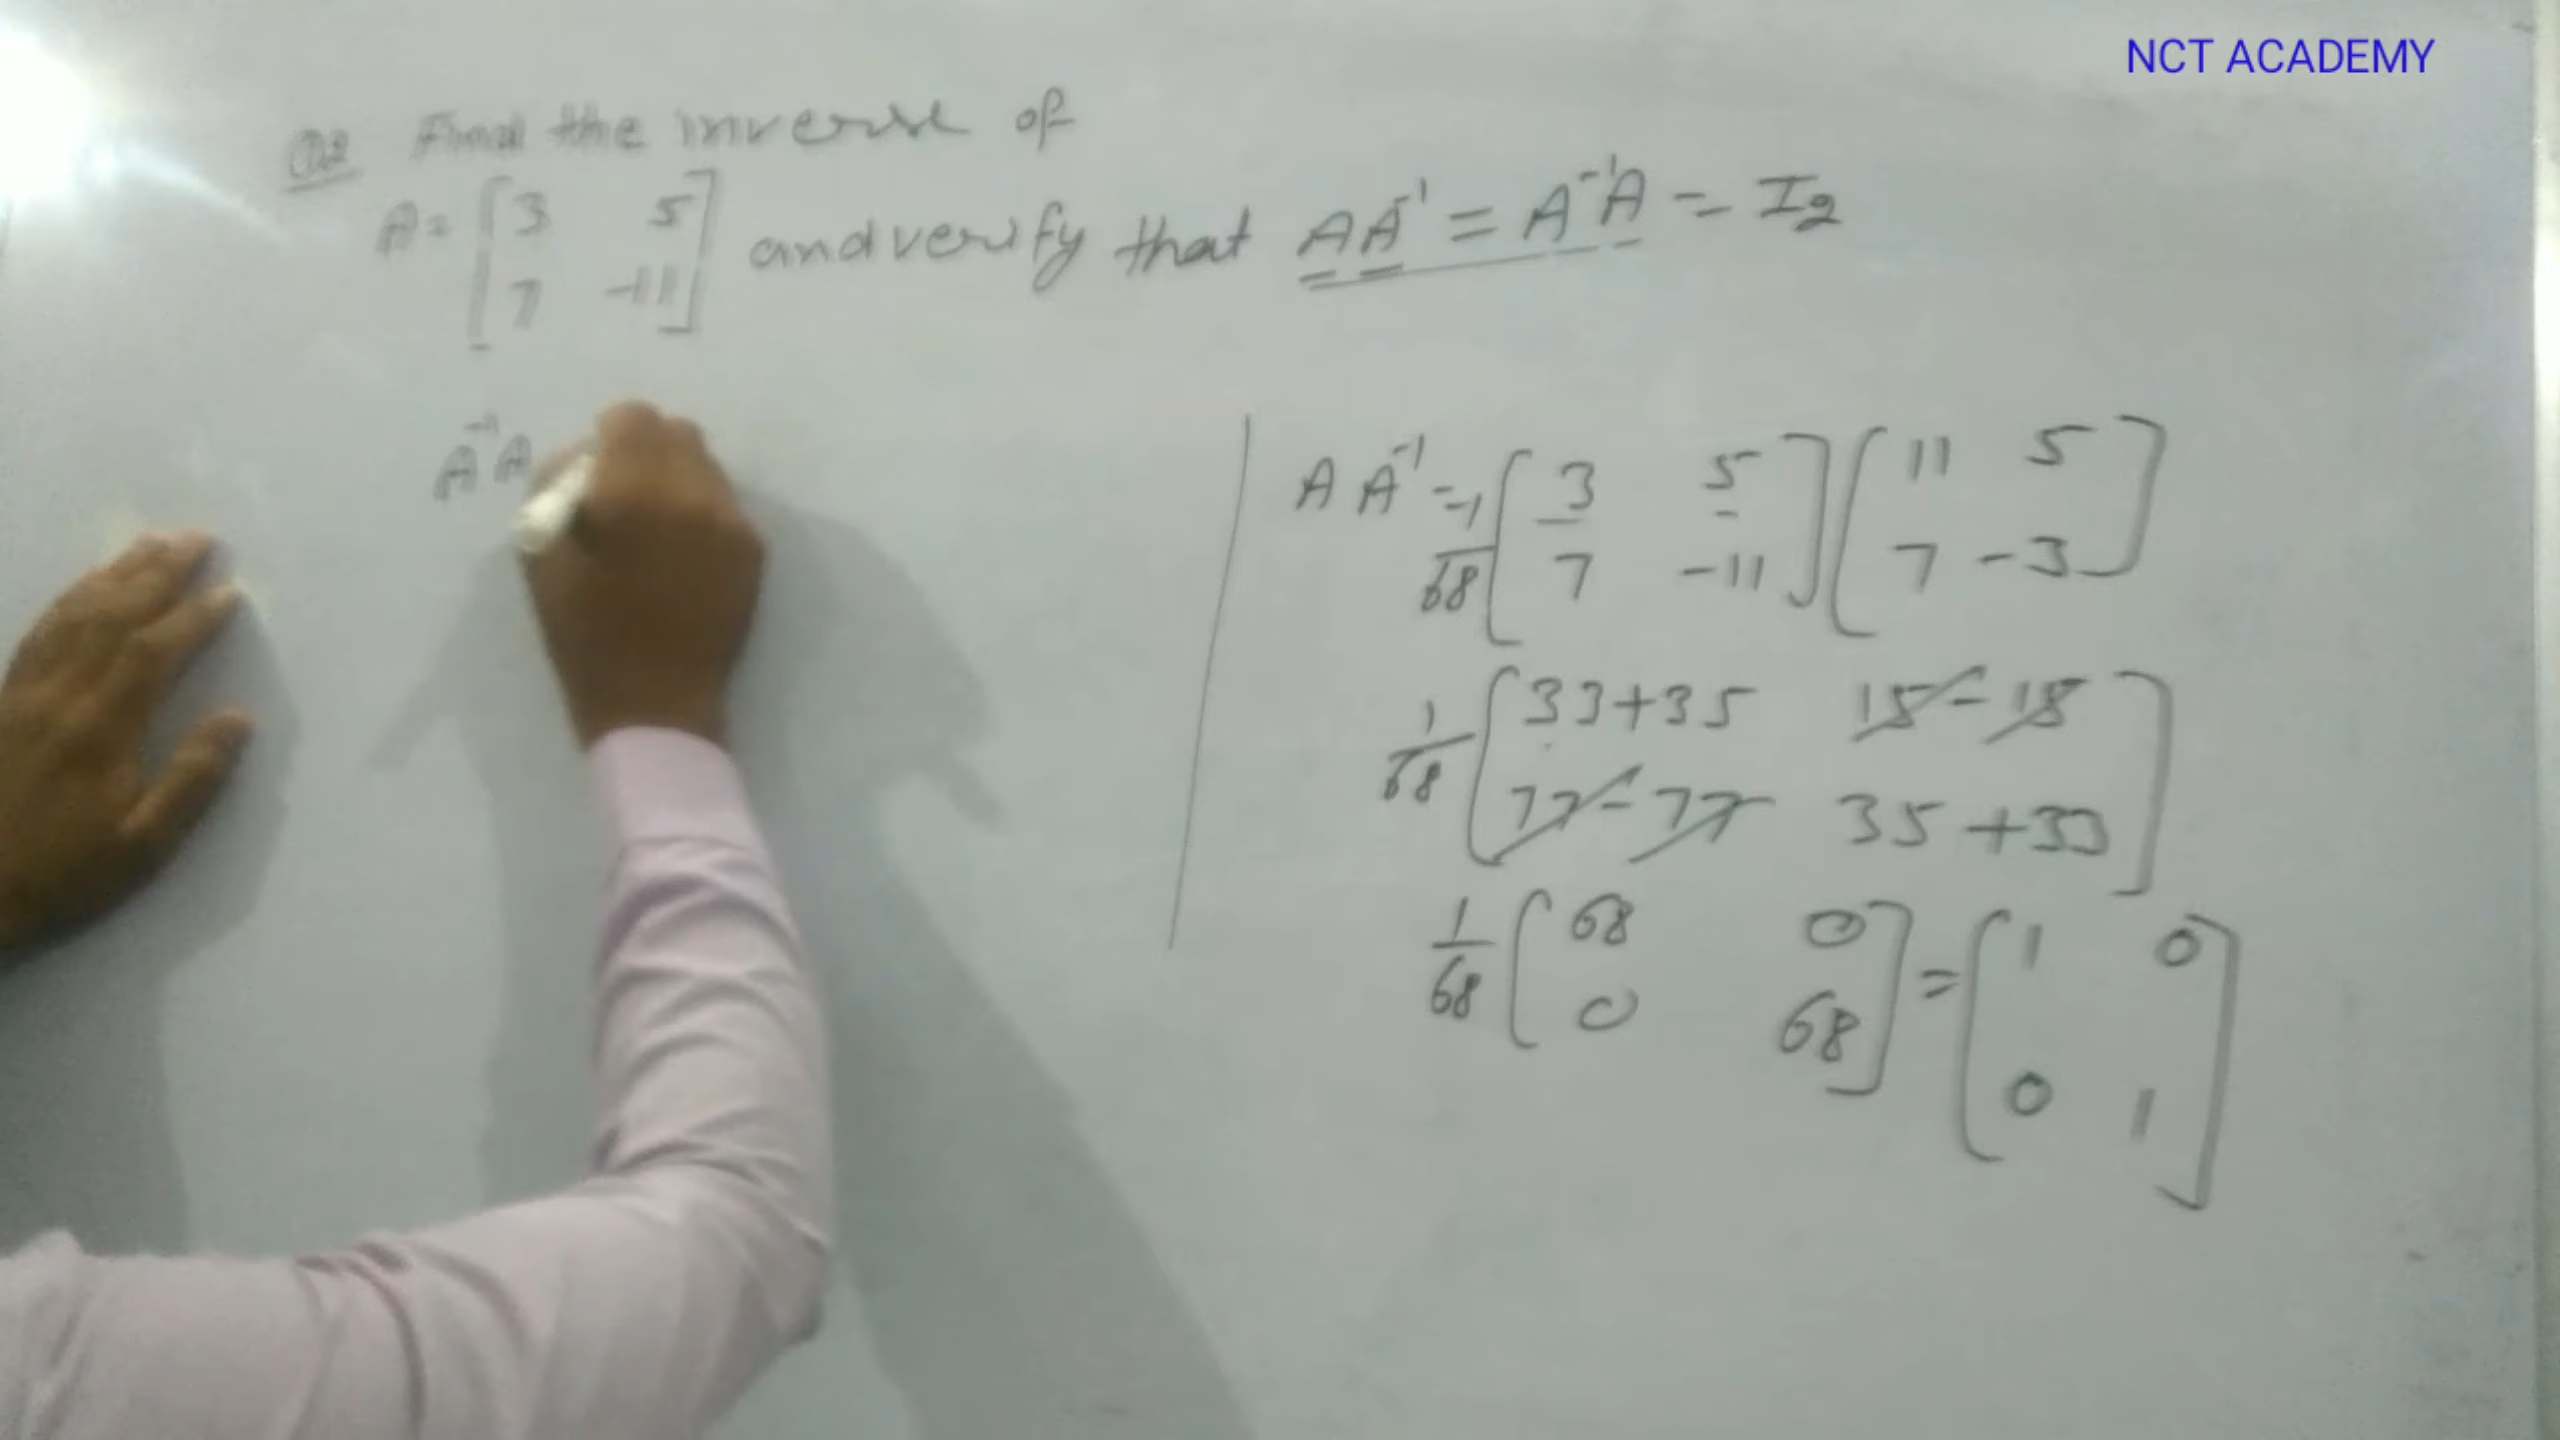 NCT ACADEMY
Q2 Find the inverse of
A = [3 5
7 -11] and verify that AA⁻¹ = A⁻¹A = I2
A⁻¹A
AA⁻¹ = -1/68 [3 5
7 -11] [11 5
7 -3]
1/68 [33+35 15-15
77-77 35+33]
1/68 [68 0
0 68] = [1 0
0 1]